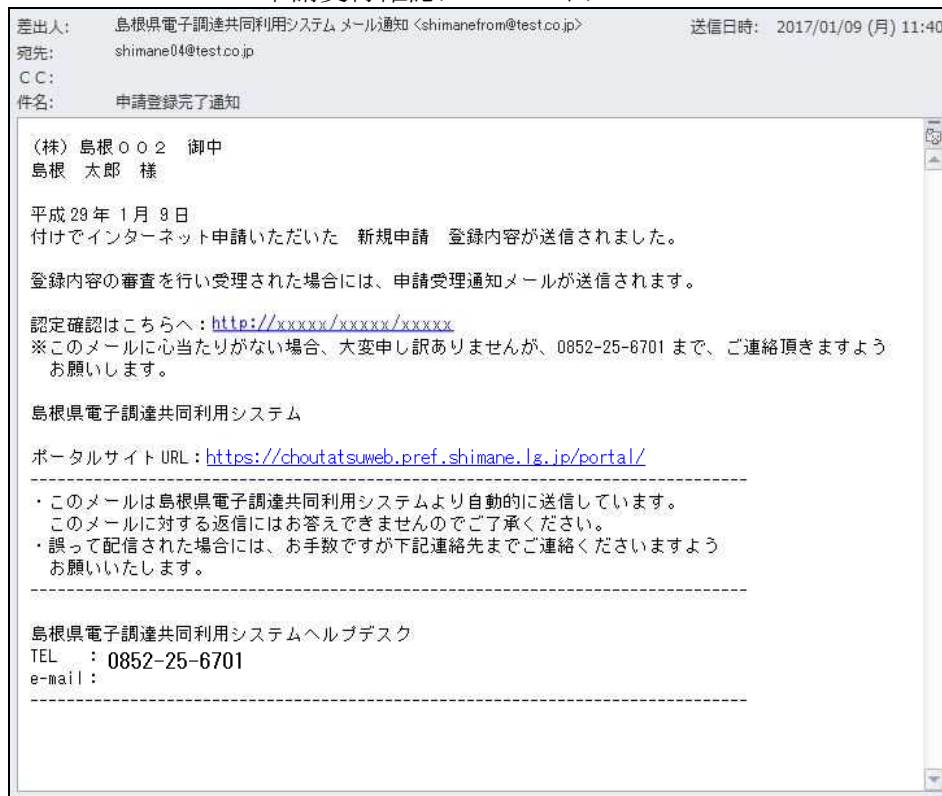 差出人: 島根県電子調達共同利用システム メール通知 <shimanefrom@test.co.jp> 送信日時: 2017/01/09 (月) 11:40
宛先: shimane04@test.co.jp
CC:
件名: 申請登録完了通知
(株) 島根００２ 御中
島根 太郎 様
平成29年 1月 9日
付けでインターネット申請いただいた 新規申請 登録内容が送信されました。
登録内容の審査を行い受理された場合には、申請受理通知メールが送信されます。
認定確認はこちらへ：http://xxxxx/xxxxx/xxxxx
※このメールに心当たりがない場合、大変申し訳ありませんが、0852-25-6701 まで、ご連絡頂きますよう
お願いします。
島根県電子調達共同利用システム
ポータルサイト URL：https://choutatsuweb.pref.shimane.lg.jp/portal/
--------------------------------------------------------------------------------
・このメールは島根県電子調達共同利用システムより自動的に送信しています。
このメールに対する返信にはお答えできませんのでご了承ください。
・誤って配信された場合には、お手数ですが下記連絡先までご連絡くださいますよう
お願いいたします。
--------------------------------------------------------------------------------
島根県電子調達共同利用システムヘルプデスク
TEL ：0852-25-6701
e-mail：
--------------------------------------------------------------------------------